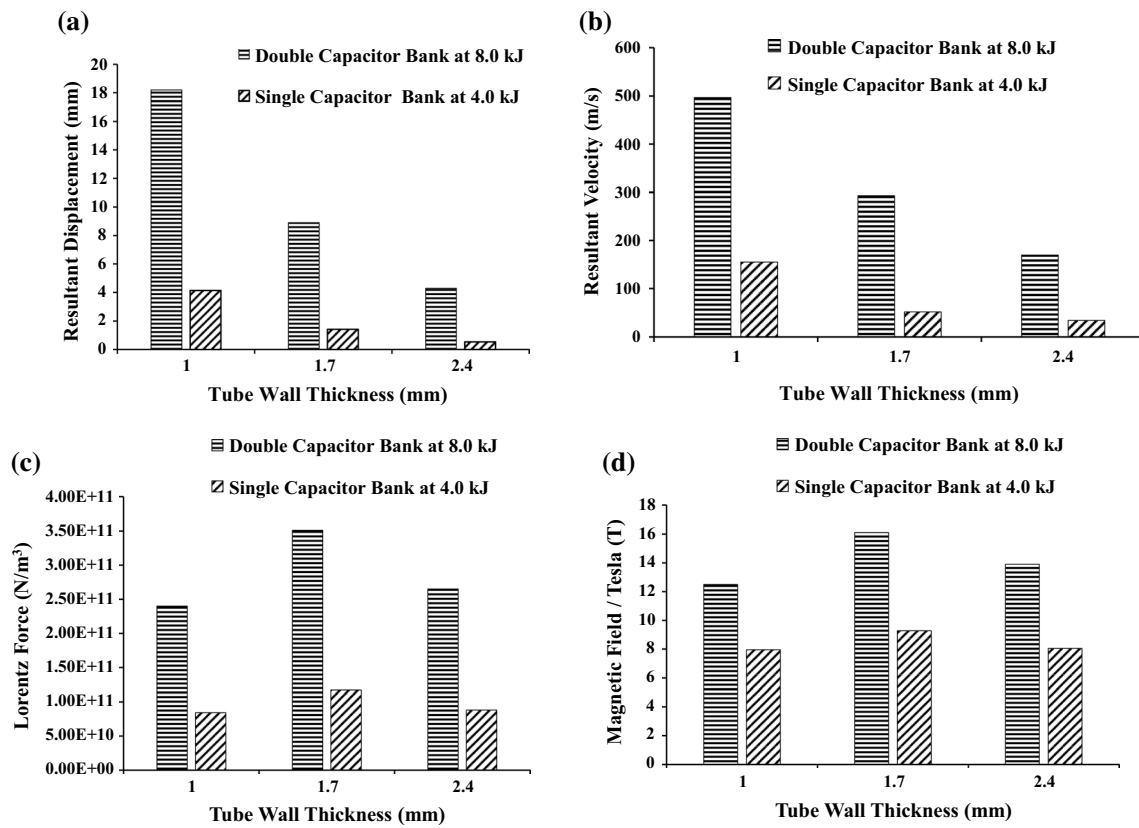 (a)
Double Capacitor Bank at 8.0 kJ
Single Capacitor Bank at 4.0 kJ
Resultant Displacement (mm)
20
18
16
14
12
10
8
6
4
2
0
1 1.7 2.4
Tube Wall Thickness (mm)
(b)
Double Capacitor Bank at 8.0 kJ
Single Capacitor Bank at 4.0 kJ
Resultant Velocity (m/s)
600
500
400
300
200
100
0
1 1.7 2.4
Tube Wall Thickness (mm)
(c)
Double Capacitor Bank at 8.0 kJ
Single Capacitor Bank at 4.0 kJ
Lorentz Force (N/m³)
4.00E+11
3.50E+11
3.00E+11
2.50E+11
2.00E+11
1.50E+11
1.00E+11
5.00E+10
0.00E+00
1 1.7 2.4
Tube Wall Thickness (mm)
(d)
Double Capacitor Bank at 8.0 kJ
Single Capacitor Bank at 4.0 kJ
Magnetic Field / Tesla (T)
18
16
14
12
10
8
6
4
2
0
1 1.7 2.4
Tube Wall Thickness (mm)